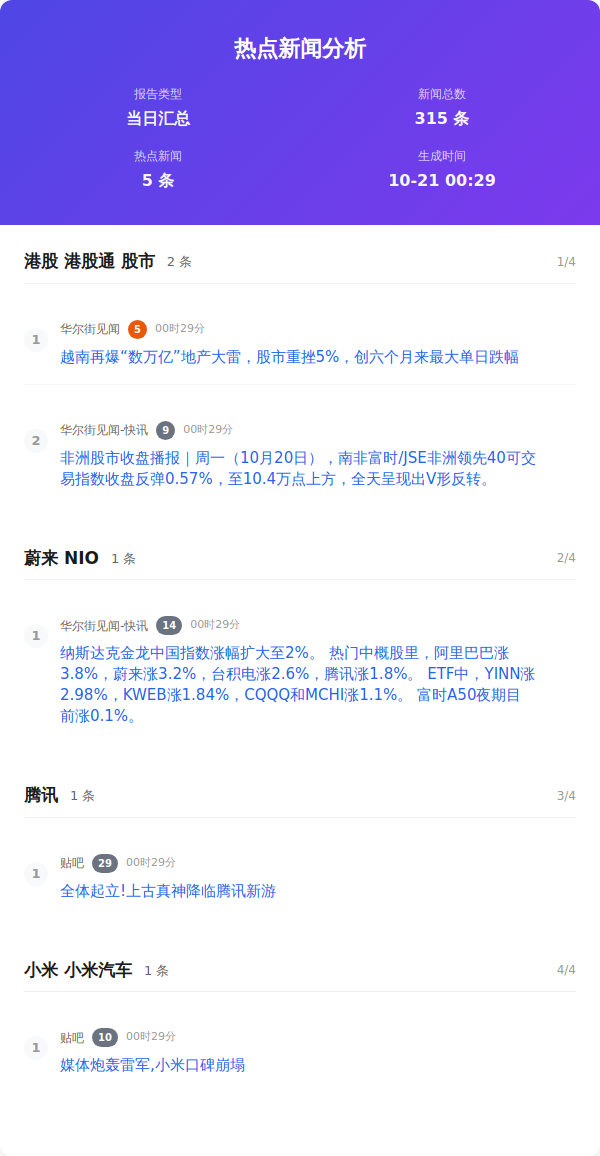 热点新闻分析
报告类型
当日汇总
新闻总数
315 条
热点新闻
5 条
生成时间
10-21 00:29
港股 港股通 股市 2 条 1/4
1 华尔街见闻 5 00时29分
越南再爆“数万亿”地产大雷，股市重挫5%，创六个月来最大单日跌幅
2 华尔街见闻-快讯 9 00时29分
非洲股市收盘播报｜周一（10月20日），南非富时/JSE非洲领先40可交
易指数收盘反弹0.57%，至10.4万点上方，全天呈现出V形反转。
蔚来 NIO 1 条 2/4
1 华尔街见闻-快讯 14 00时29分
纳斯达克金龙中国指数涨幅扩大至2%。 热门中概股里，阿里巴巴涨
3.8%，蔚来涨3.2%，台积电涨2.6%，腾讯涨1.8%。 ETF中，YINN涨
2.98%，KWEB涨1.84%，CQQQ和MCHI涨1.1%。 富时A50夜期目
前涨0.1%。
腾讯 1 条 3/4
1 贴吧 29 00时29分
全体起立!上古真神降临腾讯新游
小米 小米汽车 1 条 4/4
1 贴吧 10 00时29分
媒体炮轰雷军,小米口碑崩塌